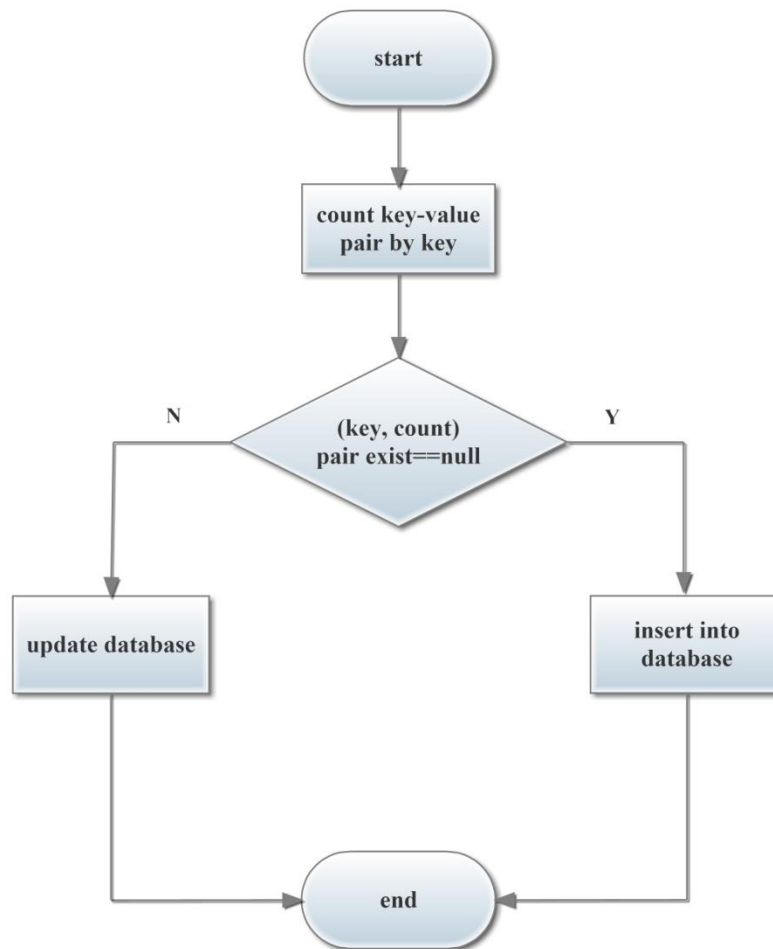 start
count key-value
pair by key
N
Y
(key, count)
pair exist==null
update database
insert into
database
end